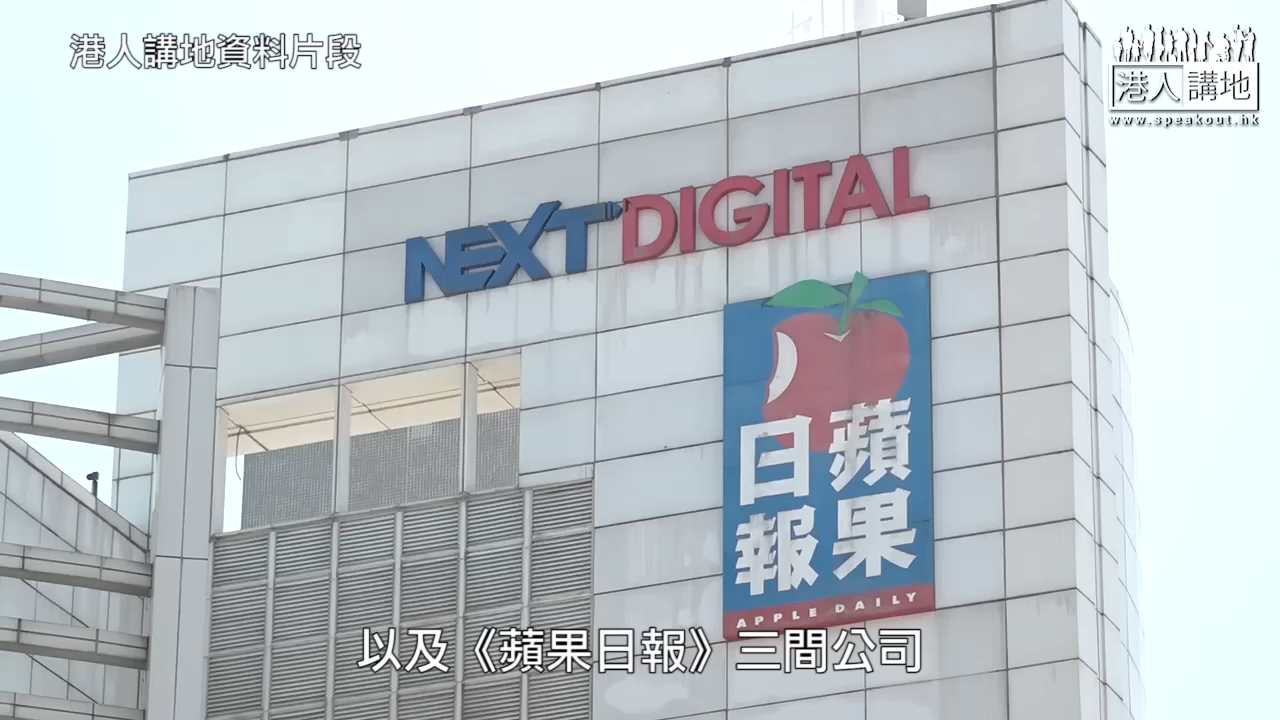 港人講地資料片段
港人講地
www.speakout.hk
NEXT DIGITAL
蘋果
日報
APPLE DAILY
以及《蘋果日報》三間公司